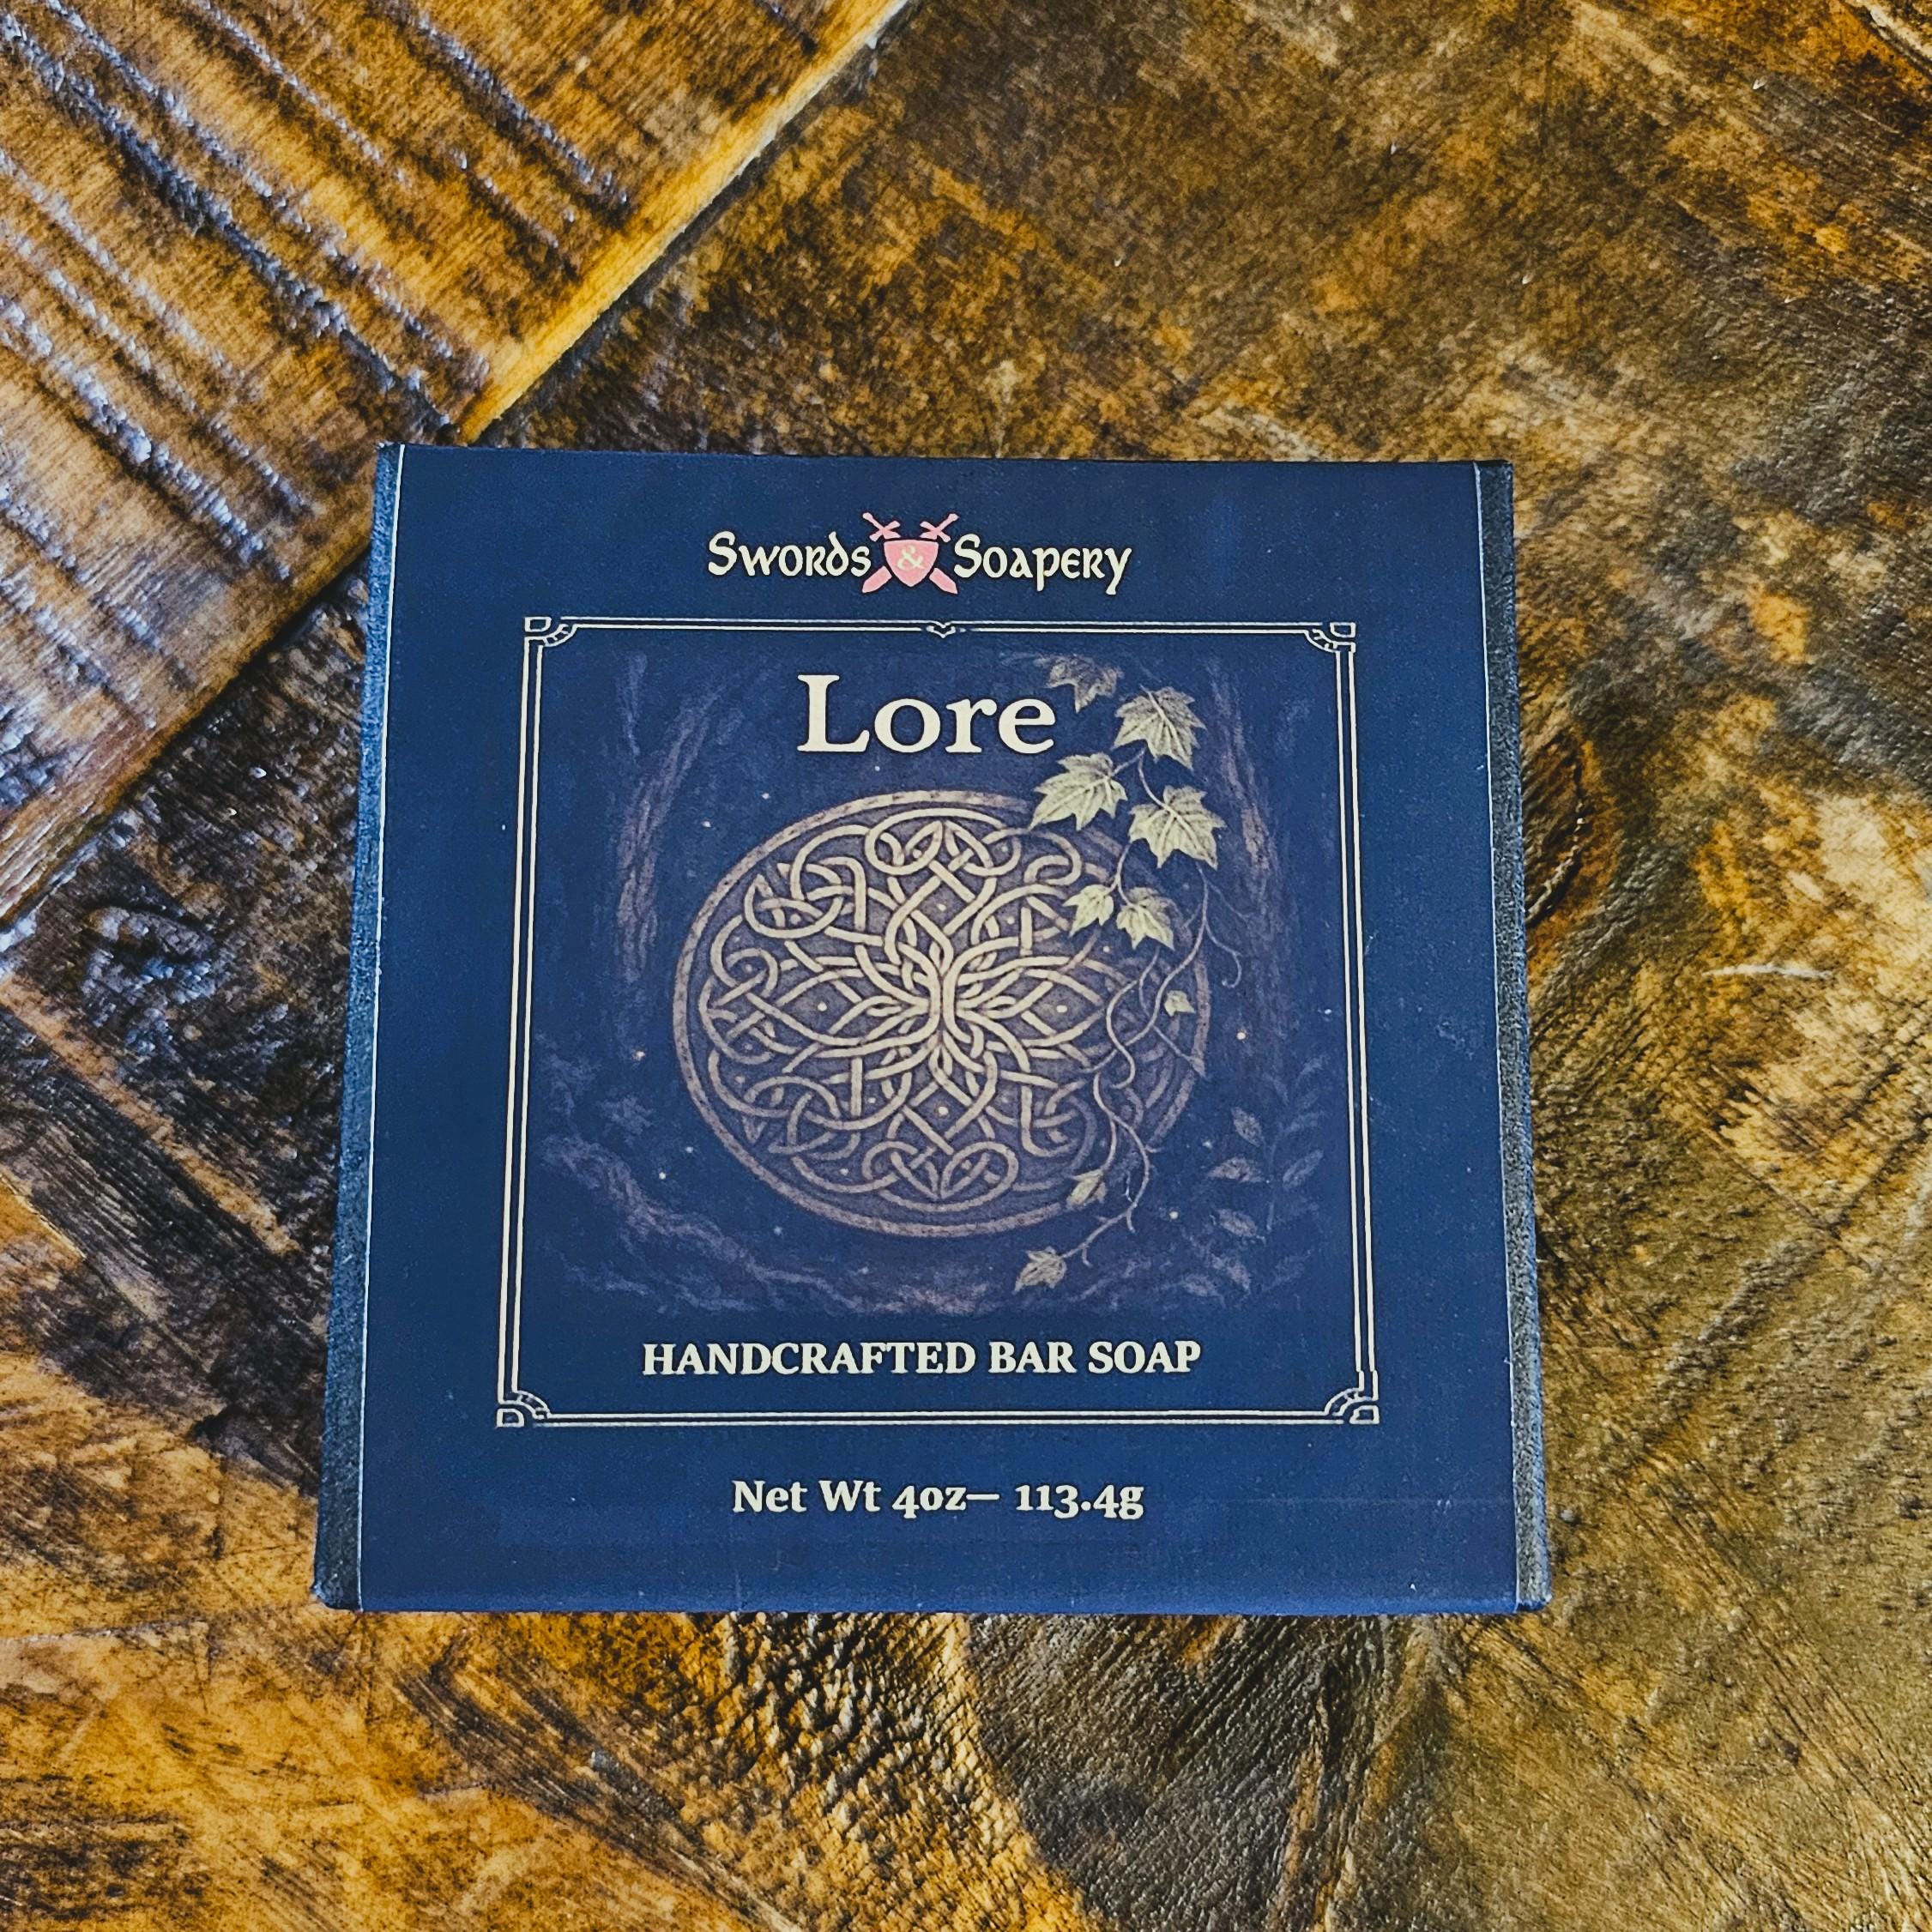 Swords & Soapery
Lore
HANDCRAFTED BAR SOAP
Net Wt 4oz— 113.4g